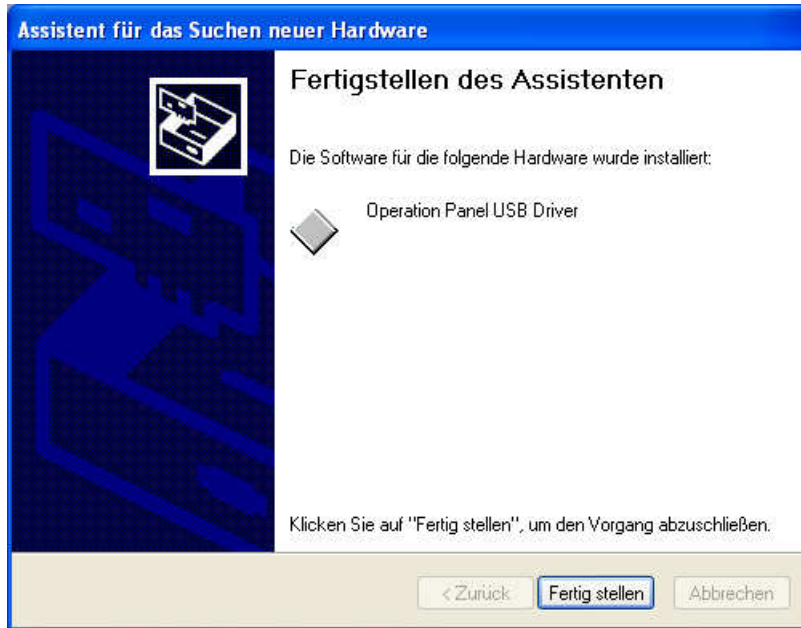 Assistent für das Suchen neuer Hardware
Fertigstellen des Assistenten
Die Software für die folgende Hardware wurde installiert:
Operation Panel USB Driver
Klicken Sie auf "Fertig stellen", um den Vorgang abzuschließen.
< Zurück Fertig stellen Abbrechen